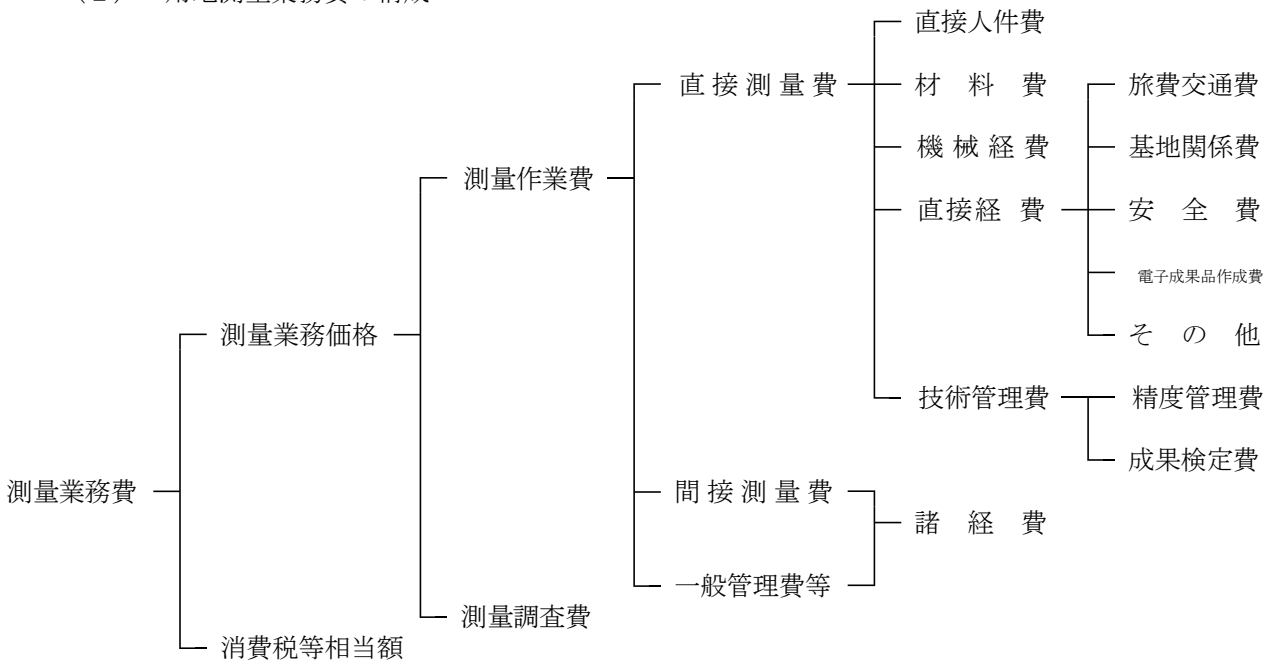 直接人件費
直接測量費
材料費
旅費交通費
機械経費
基地関係費
測量作業費
直接経費
安全費
電子成果品作成費
測量業務価格
その他
技術管理費
精度管理費
成果検定費
測量業務費
間接測量費
諸経費
一般管理費等
測量調査費
消費税等相当額